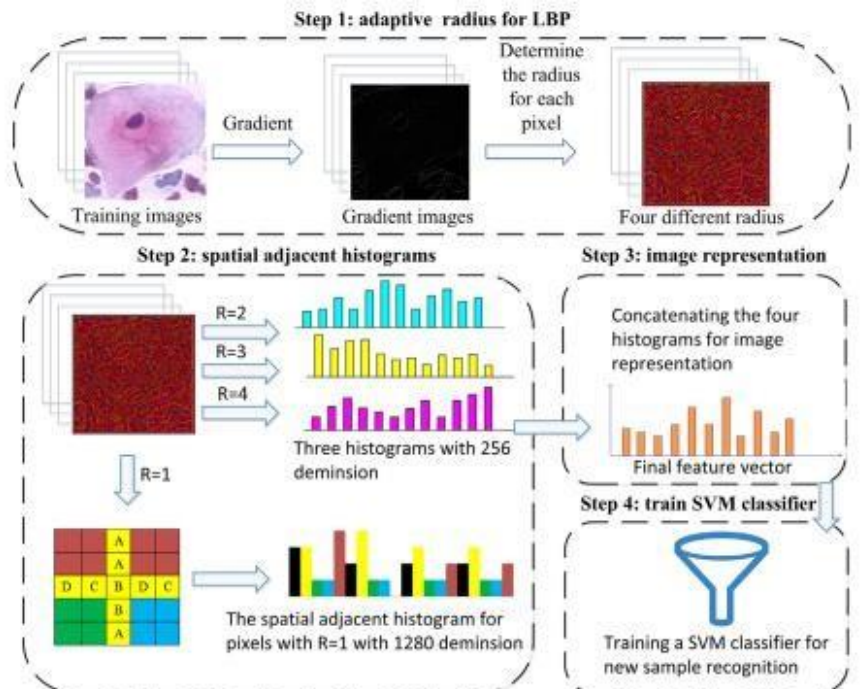 Step 1: adaptive radius for LBP
Determine
the radius
for each
pixel
Gradient
Training images
Gradient images
Four different radius
Step 2: spatial adjacent histograms
R=2
R=3
R=4
Three histograms with 256
deminsion
R=1
A
A
D C B D C
B
A
The spatial adjacent histogram for
pixels with R=1 with 1280 deminsion
Step 3: image representation
Concatenating the four
histograms for image
representation
Final feature vector
Step 4: train SVM classifier
Training a SVM classifier for
new sample recognition